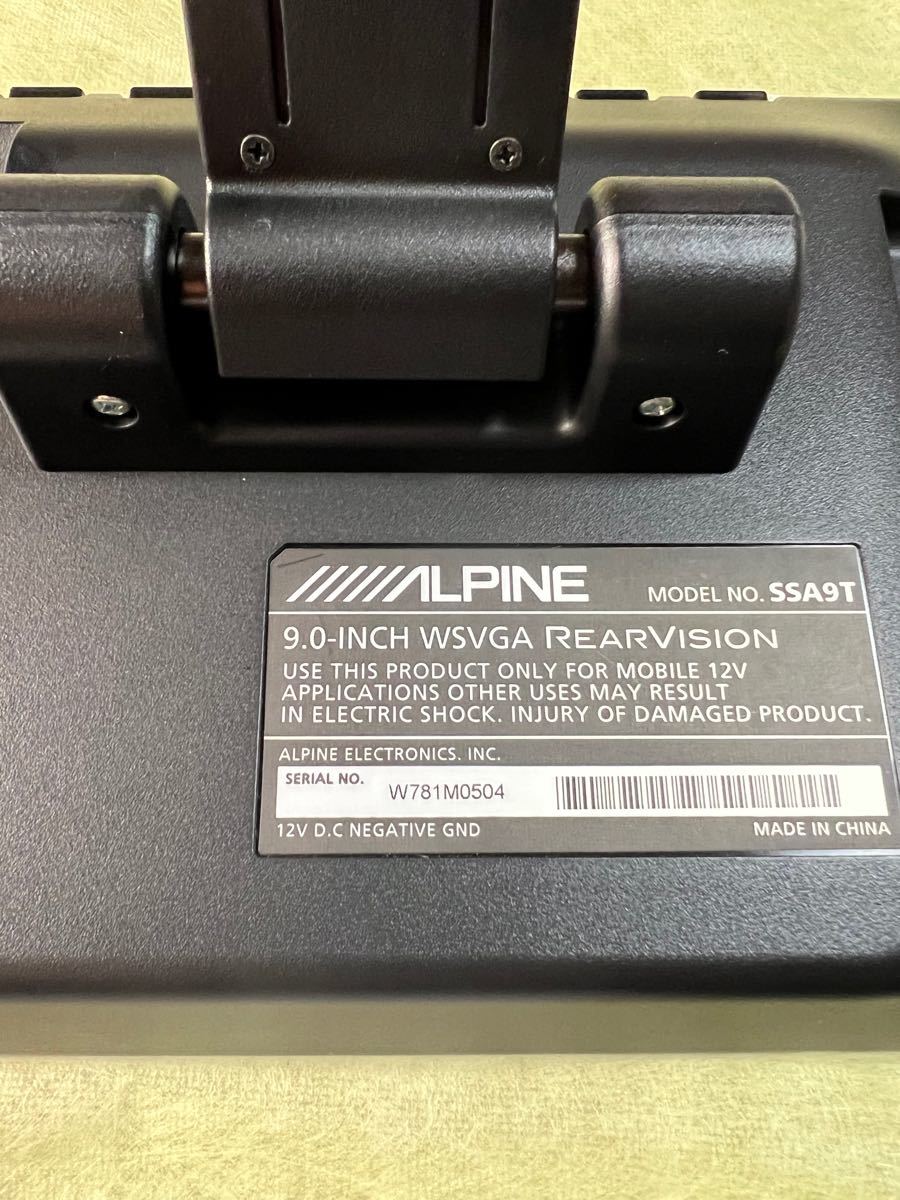 ALPINE MODEL NO. SSA9T
9.0-INCH WSVGA REARVISION
USE THIS PRODUCT ONLY FOR MOBILE 12V
APPLICATIONS OTHER USES MAY RESULT
IN ELECTRIC SHOCK. INJURY OF DAMAGED PRODUCT.
ALPINE ELECTRONICS. INC.
SERIAL NO. W781M0504
12V D.C NEGATIVE GND MADE IN CHINA